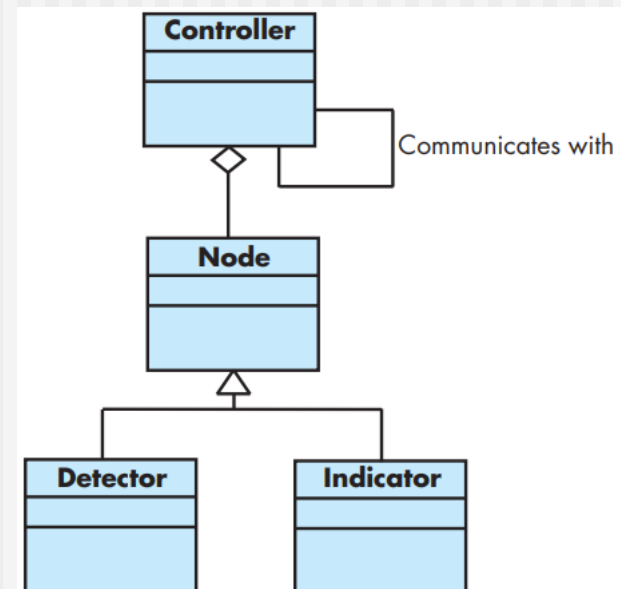 Controller
Communicates with
Node
Detector
Indicator